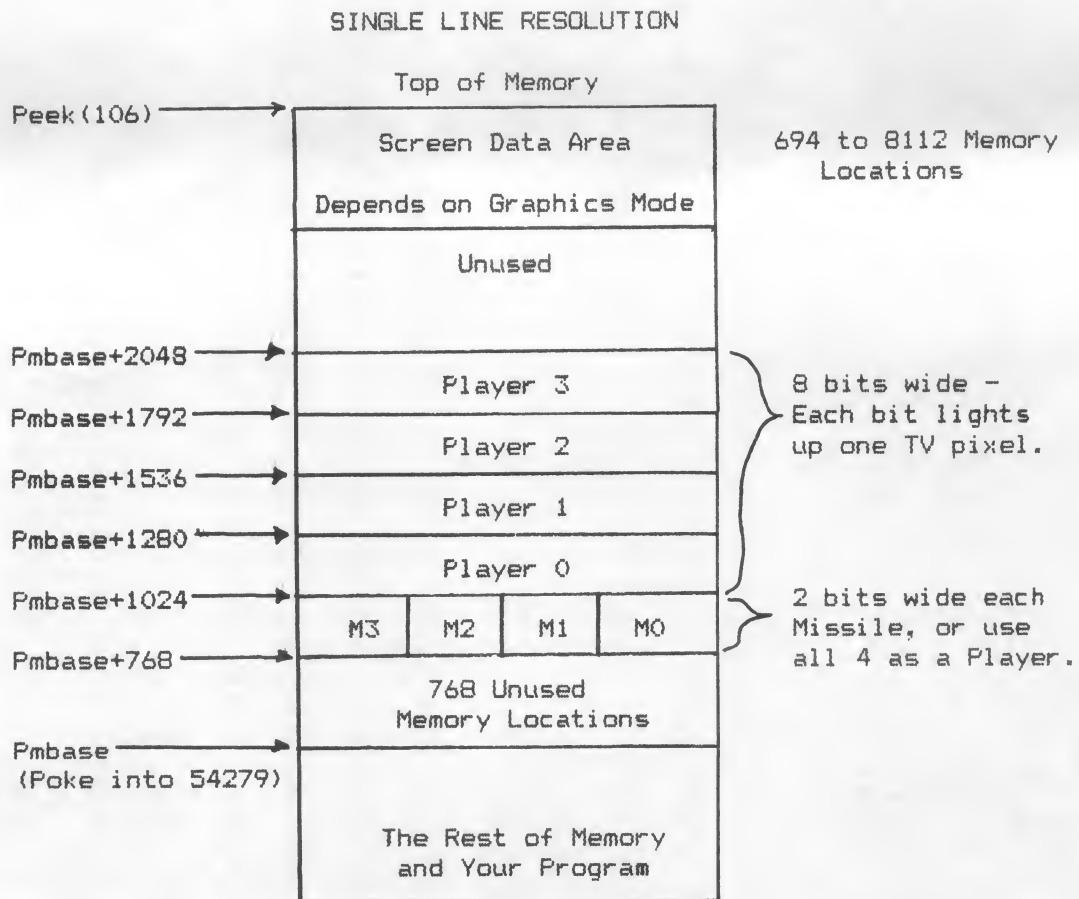 SINGLE LINE RESOLUTION
Top of Memory
Peek(106)
Screen Data Area
694 to 8112 Memory
Locations
Depends on Graphics Mode
Unused
Pmbase+2048
Player 3
8 bits wide -
Each bit lights
up one TV pixel.
Pmbase+1792
Player 2
Pmbase+1536
Player 1
Pmbase+1280
Player 0
Pmbase+1024
2 bits wide each
Missile, or use
all 4 as a Player.
M3 M2 M1 M0
Pmbase+768
768 Unused
Memory Locations
Pmbase
(Poke into 54279)
The Rest of Memory
and Your Program